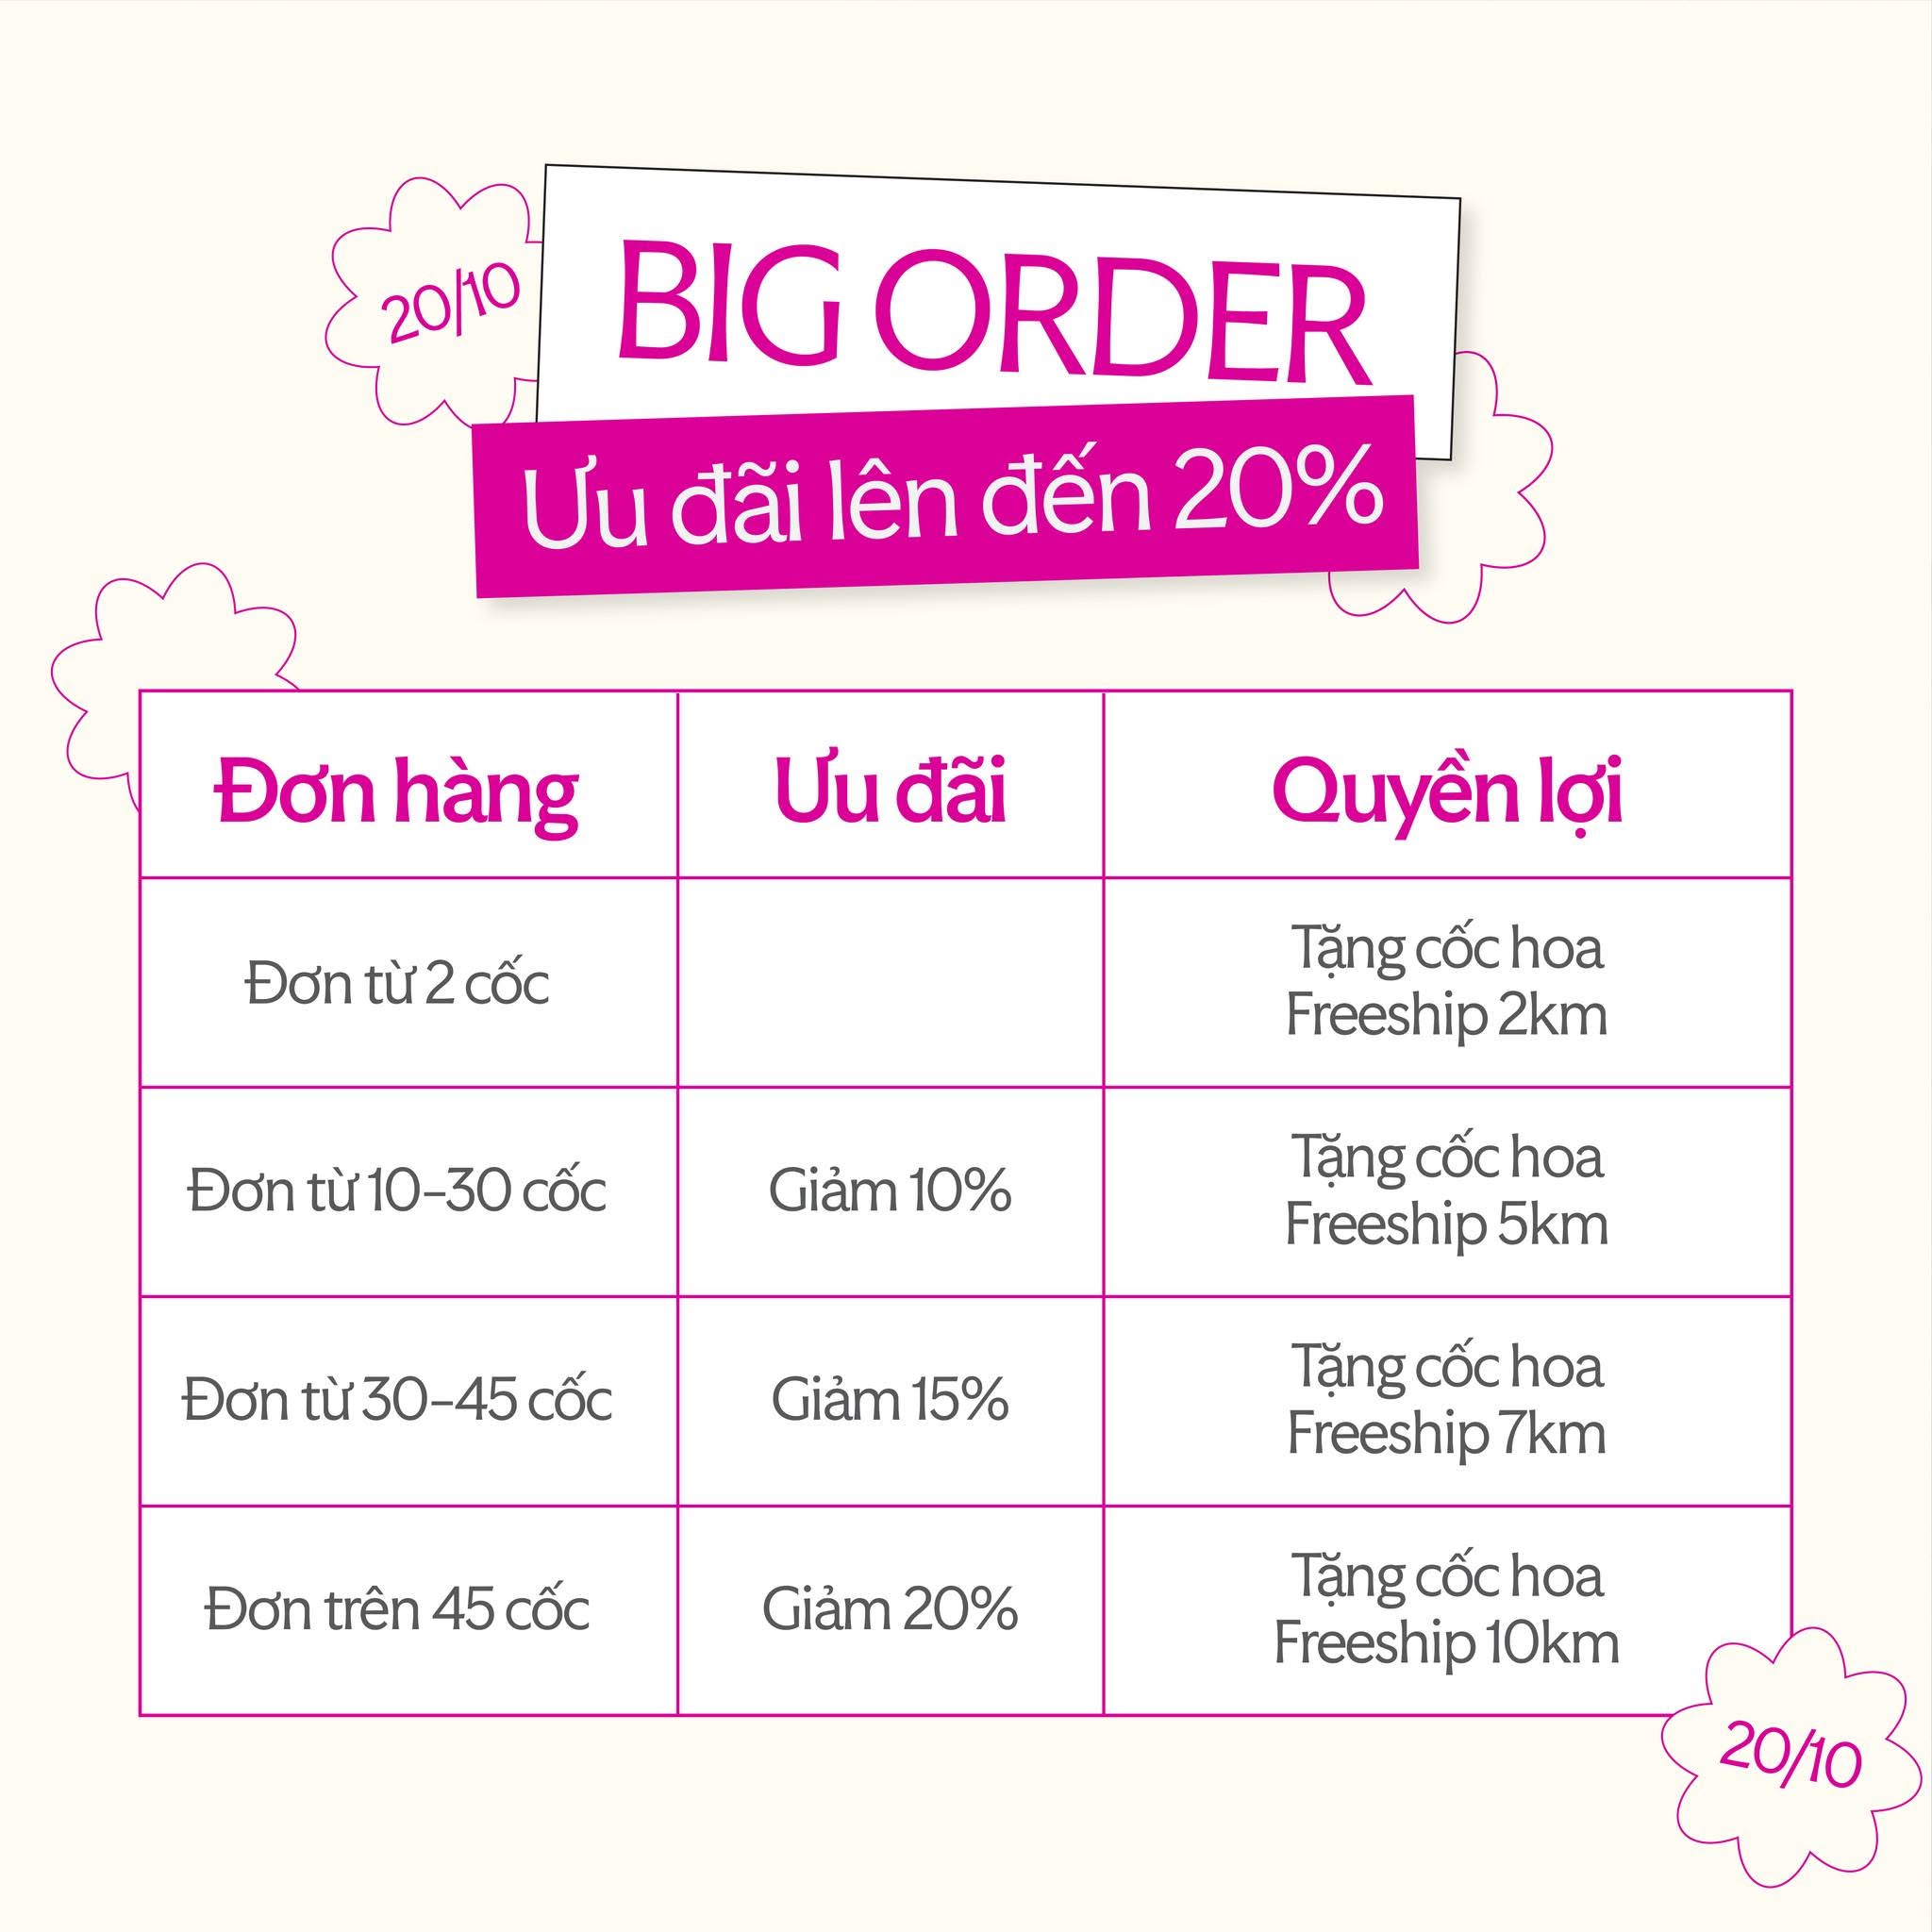 20/10
BIG ORDER
Ưu đãi lên đến 20%
Đơn hàng
Ưu đãi
Quyền lợi
Đơn từ 2 cốc
Tặng cốc hoa
Freeship 2km
Đơn từ 10-30 cốc
Giảm 10%
Tặng cốc hoa
Freeship 5km
Đơn từ 30-45 cốc
Giảm 15%
Tặng cốc hoa
Freeship 7km
Đơn trên 45 cốc
Giảm 20%
Tặng cốc hoa
Freeship 10km
20/10